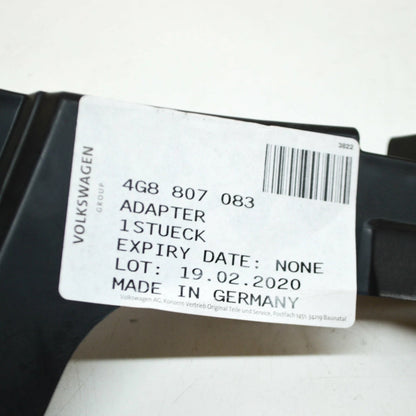 3822
VOLKSWAGEN
GROUP
4G8 807 083
ADAPTER
1STUECK
EXPIRY DATE: NONE
LOT: 19.02.2020
MADE IN GERMANY
Volkswagen AG, Konzern Vertrieb Original Teile und Service, Postfach 1451, 34219 Baunatal